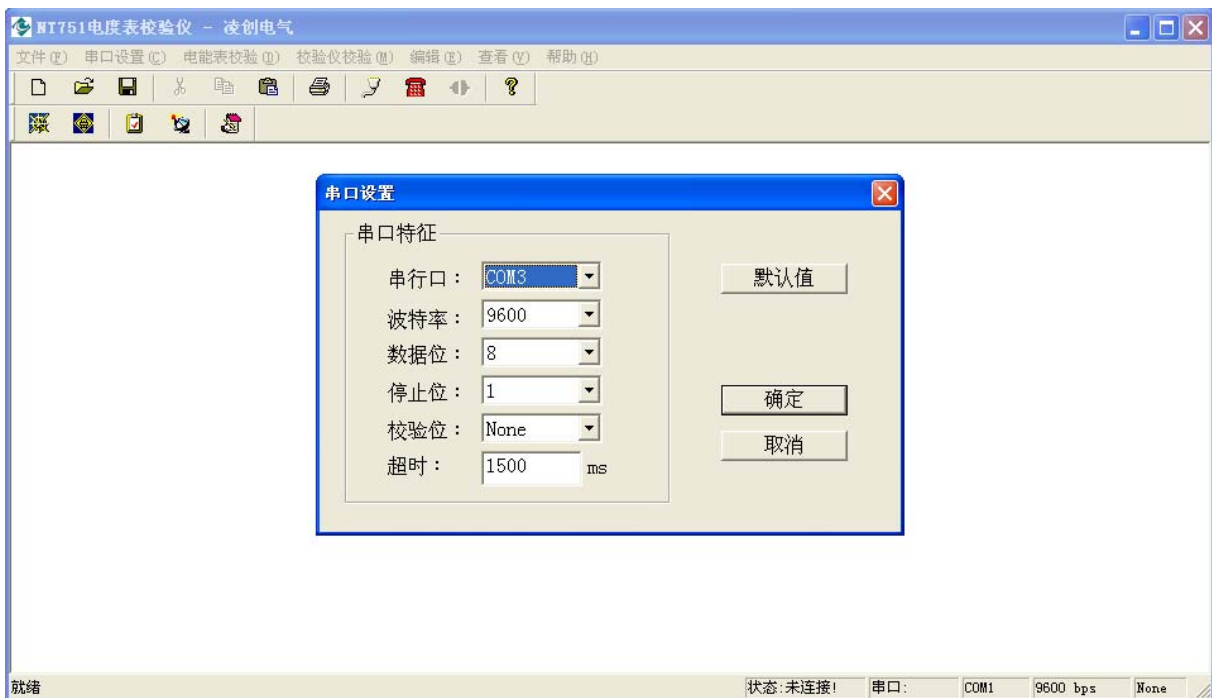 NT751电度表校验仪 - 凌创电气
文件(F) 串口设置(C) 电能表校验(D) 校验仪校验(M) 编辑(E) 查看(V) 帮助(H)
串口设置
串口特征
串行口： COM3
默认值
波特率： 9600
数据位： 8
停止位： 1
确定
校验位： None
取消
超时： 1500 ms
就绪 状态:未连接! 串口: COM1 9600 bps None